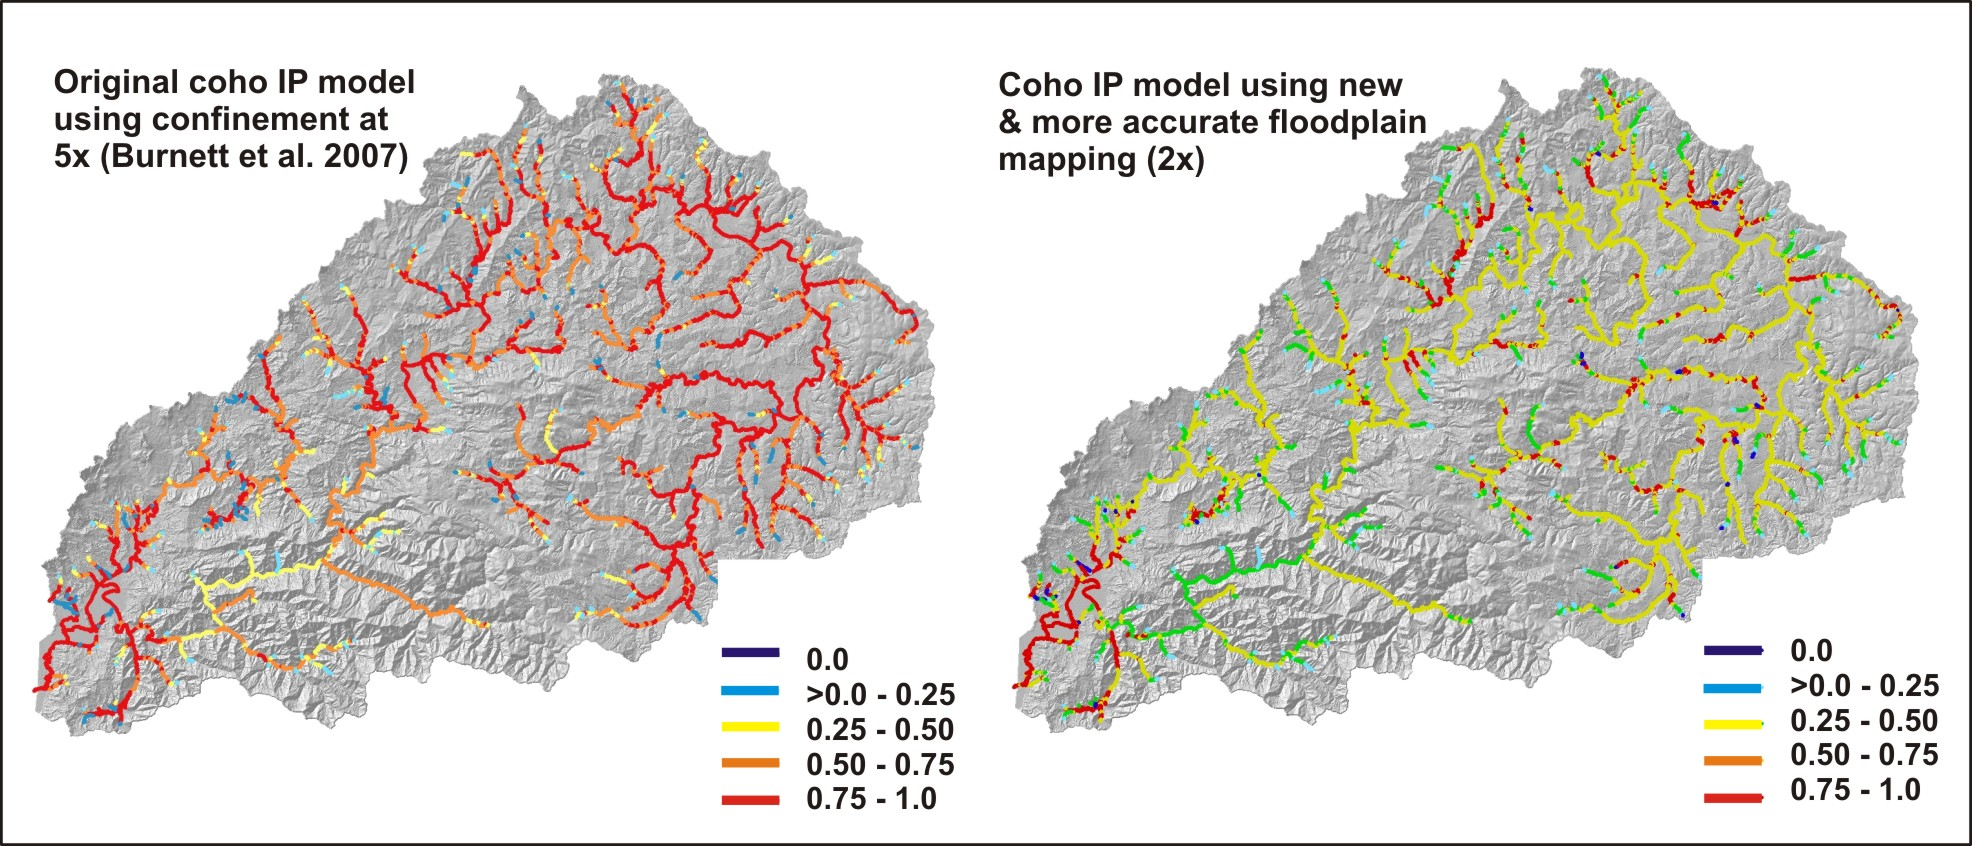 Original coho IP model
using confinement at
5x (Burnett et al. 2007)
Coho IP model using new
& more accurate floodplain
mapping (2x)
0.0
>0.0 - 0.25
0.25 - 0.50
0.50 - 0.75
0.75 - 1.0
0.0
>0.0 - 0.25
0.25 - 0.50
0.50 - 0.75
0.75 - 1.0